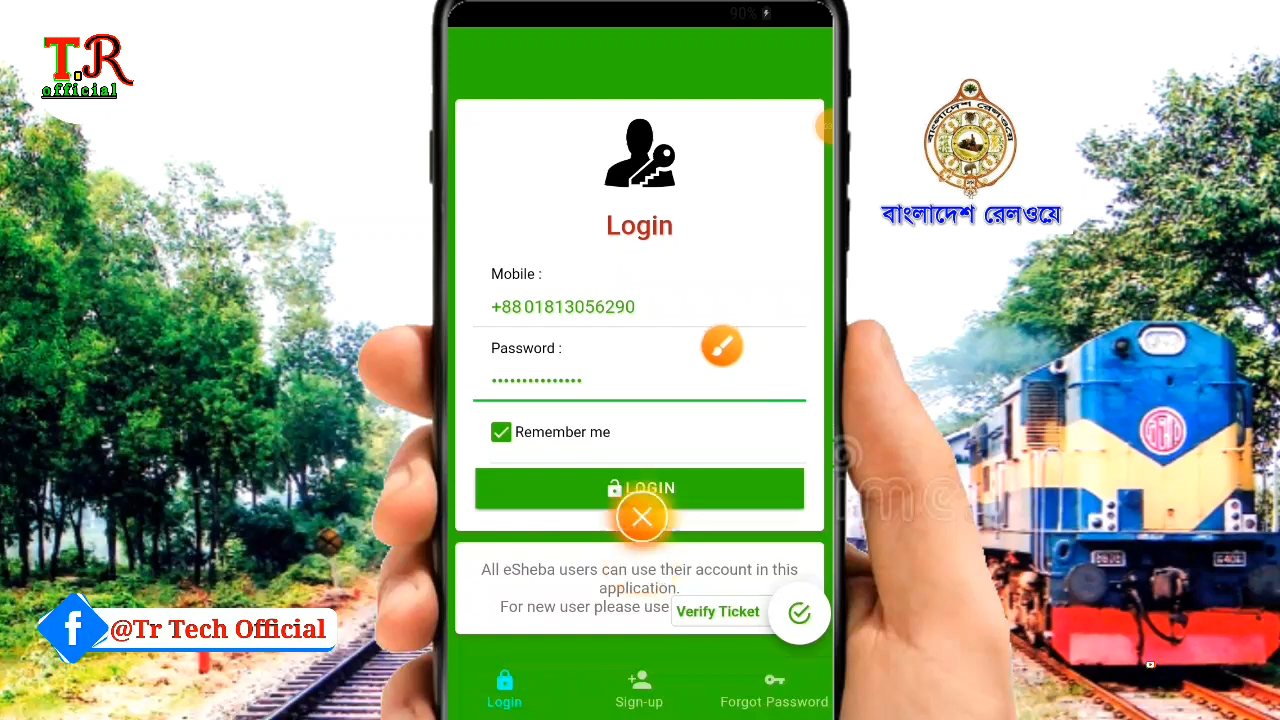 T.R
official
90%
বাংলাদেশ রেলওয়ে
বাংলাদেশ রেলওয়ে
Login
Mobile :
+88 01813056290
Password :
•••••••••••••••
Remember me
LOGIN
All eSheba users can use their account in this
application.
For new user please use
Verify Ticket
@Tr Tech Official
Login
Sign-up
Forgot Password